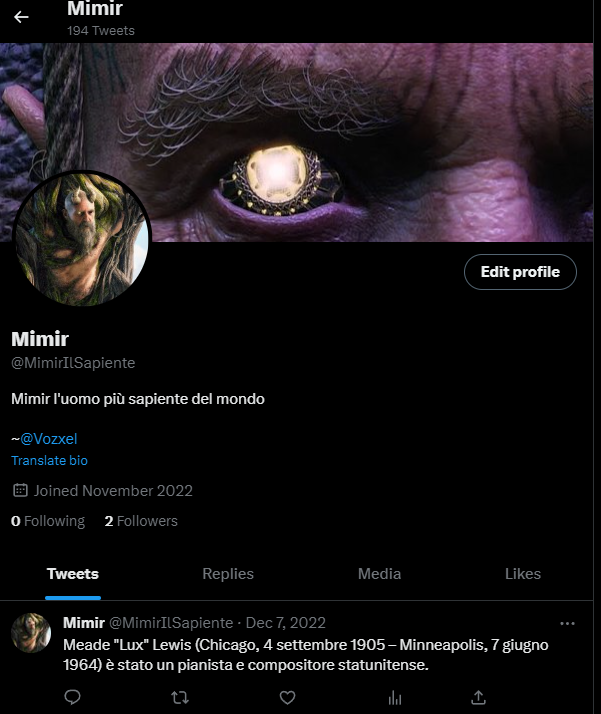 Mimir
194 Tweets
Edit profile
Mimir
@MimirIlSapiente
Mimir l'uomo più sapiente del mondo
~@Vozxel
Translate bio
Joined November 2022
0 Following 2 Followers
Tweets Replies Media Likes
Mimir @MimirIlSapiente · Dec 7, 2022
Meade "Lux" Lewis (Chicago, 4 settembre 1905 – Minneapolis, 7 giugno
1964) è stato un pianista e compositore statunitense.